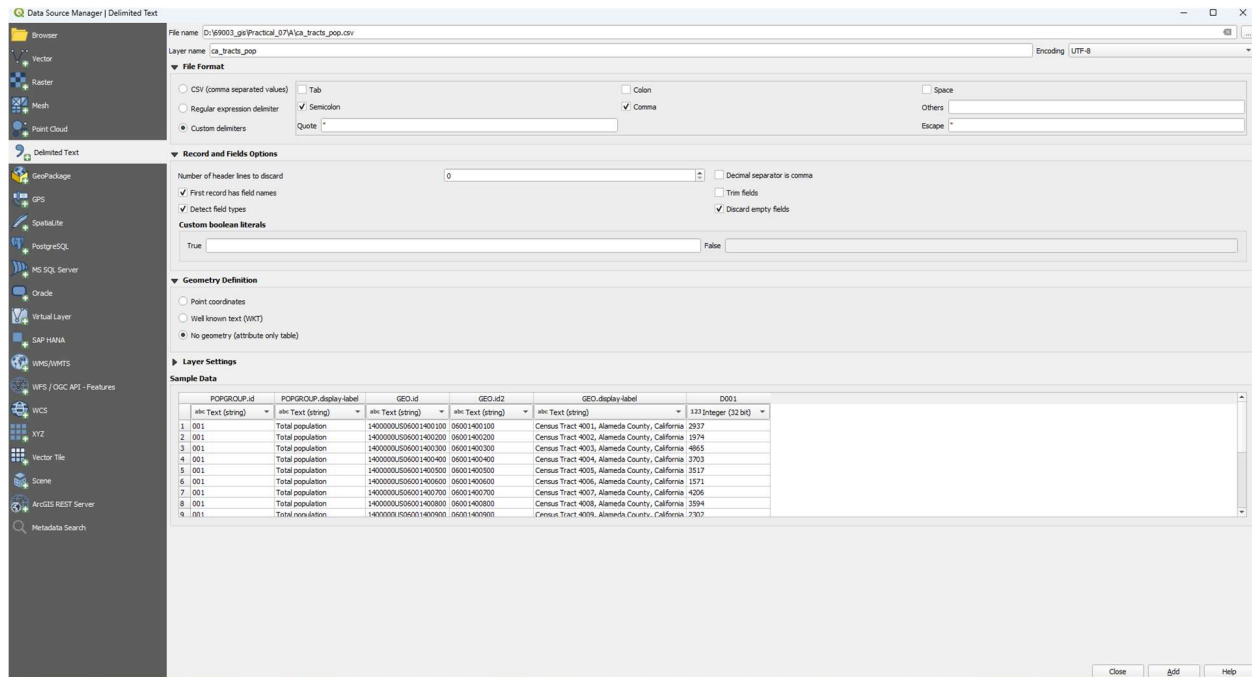 Data Source Manager | Delimited Text
Browser
Vector
Raster
Mesh
Point Cloud
Delimited Text
GeoPackage
GPS
SpatiaLite
PostgreSQL
MS SQL Server
Oracle
Virtual Layer
SAP HANA
WMS/WMTS
WFS / OGC API - Features
WCS
XYZ
Vector Tile
Scene
ArcGIS REST Server
Metadata Search
File name D:\69003_gis\Practical_07\A\ca_tracts_pop.csv ...
Layer name ca_tracts_pop Encoding UTF-8
File Format
CSV (comma separated values) Tab Colon Space
Regular expression delimiter Semicolon Comma Others
Custom delimiters Quote " Escape "
Record and Fields Options
Number of header lines to discard 0 Decimal separator is comma
First record has field names Trim fields
Detect field types Discard empty fields
Custom boolean literals
True False
Geometry Definition
Point coordinates
Well known text (WKT)
No geometry (attribute only table)
Layer Settings
Sample Data
POPGROUP.id POPGROUP.display-label GEO.id GEO.id2 GEO.display-label D001
abc Text (string) abc Text (string) abc Text (string) abc Text (string) abc Text (string) 123 Integer (32 bit)
1 001 Total population 1400000US06001400100 06001400100 Census Tract 4001, Alameda County, California 2937
2 001 Total population 1400000US06001400200 06001400200 Census Tract 4002, Alameda County, California 1974
3 001 Total population 1400000US06001400300 06001400300 Census Tract 4003, Alameda County, California 4865
4 001 Total population 1400000US06001400400 06001400400 Census Tract 4004, Alameda County, California 3703
5 001 Total population 1400000US06001400500 06001400500 Census Tract 4005, Alameda County, California 3517
6 001 Total population 1400000US06001400600 06001400600 Census Tract 4006, Alameda County, California 1571
7 001 Total population 1400000US06001400700 06001400700 Census Tract 4007, Alameda County, California 4206
8 001 Total population 1400000US06001400800 06001400800 Census Tract 4008, Alameda County, California 3594
9 001 Total population 1400000US06001400900 06001400900 Census Tract 4009, Alameda County, California 2302
Close Add Help